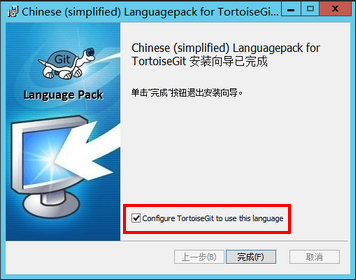 Chinese (simplified) Languagepack for TortoiseGit...
Git
Language Pack
Chinese (simplified) Languagepack for
TortoiseGit 安装向导已完成
单击"完成"按钮退出安装向导。
Configure TortoiseGit to use this language
上一步(B)
完成(F)
取消